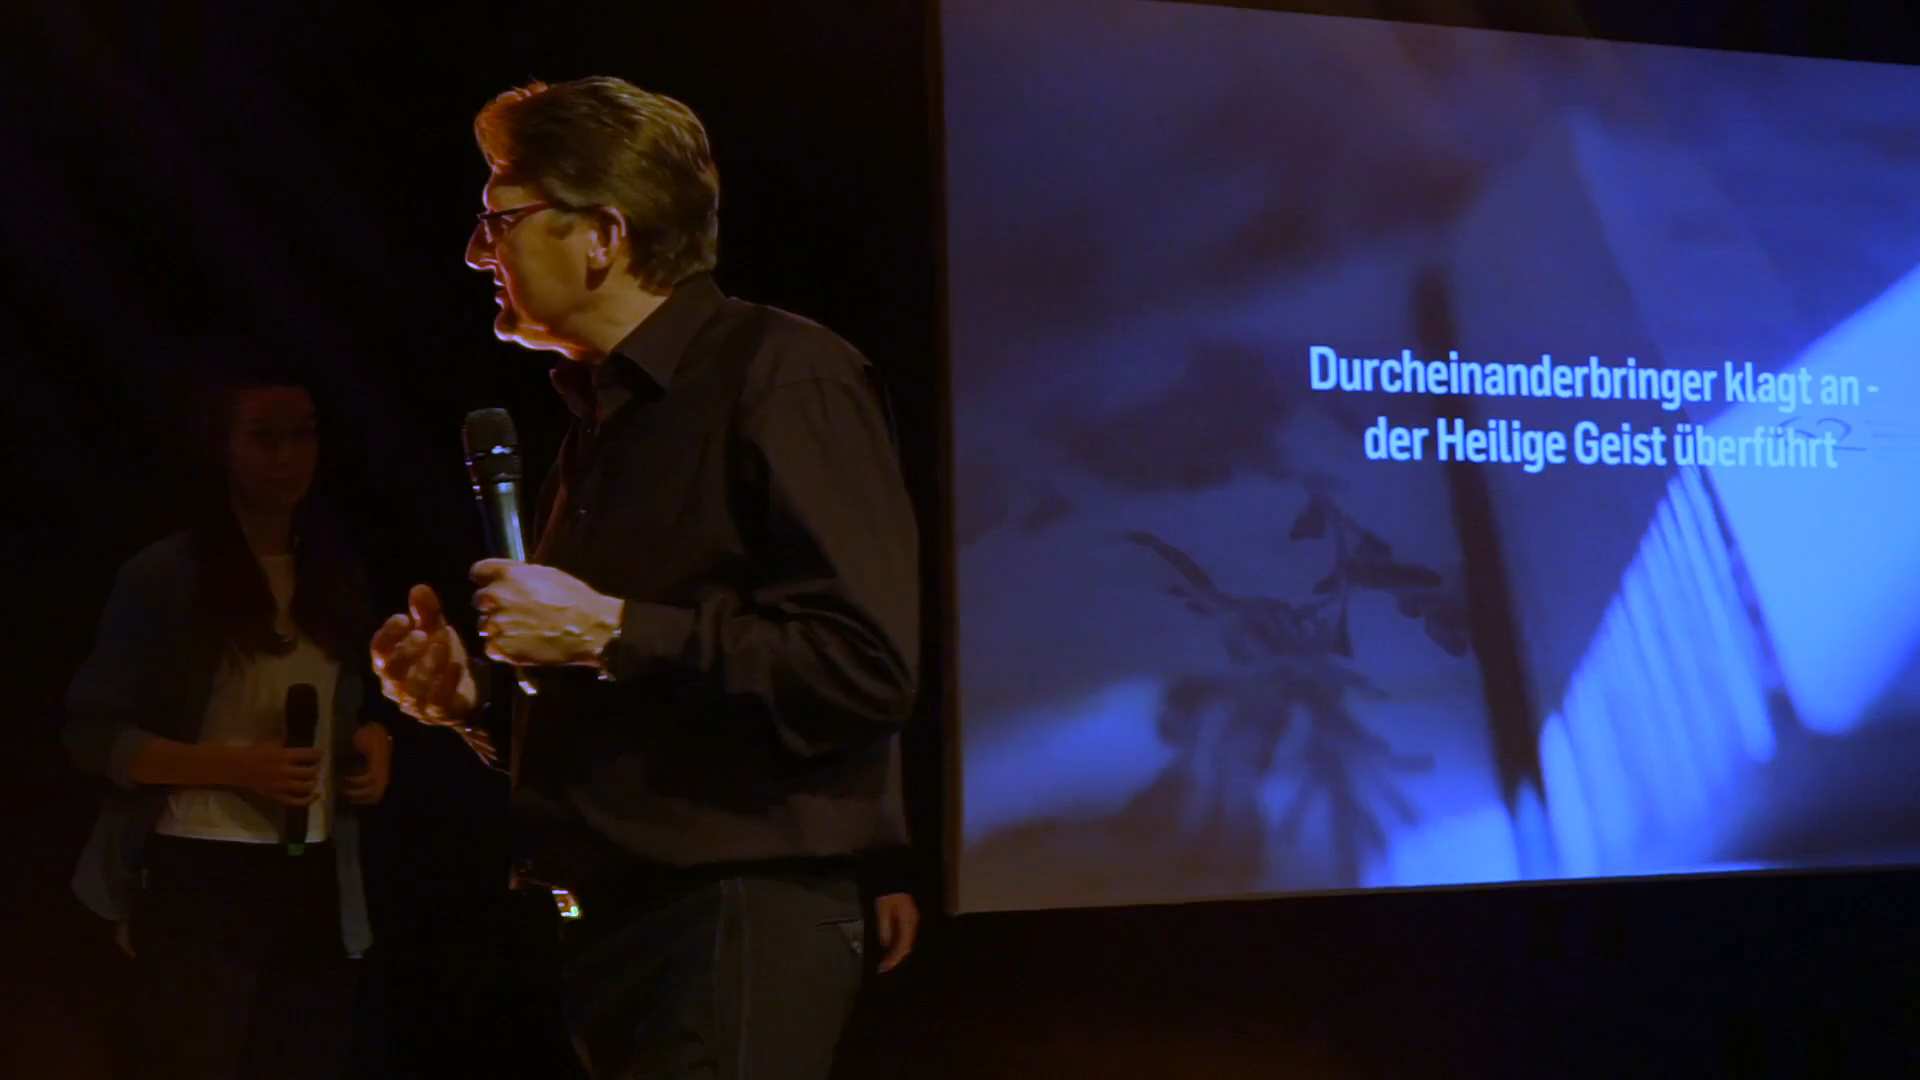 Durcheinanderbringer klagt an -
der Heilige Geist überführt